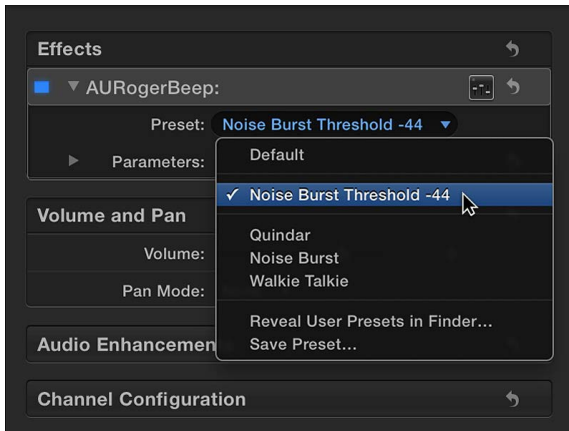 Effects
AURogerBeep:
Preset: Noise Burst Threshold -44
Default
Parameters:
✓ Noise Burst Threshold -44
Volume and Pan
Quindar
Volume:
Noise Burst
Walkie Talkie
Pan Mode:
Reveal User Presets in Finder...
Audio Enhancemen
Save Preset...
Channel Configuration